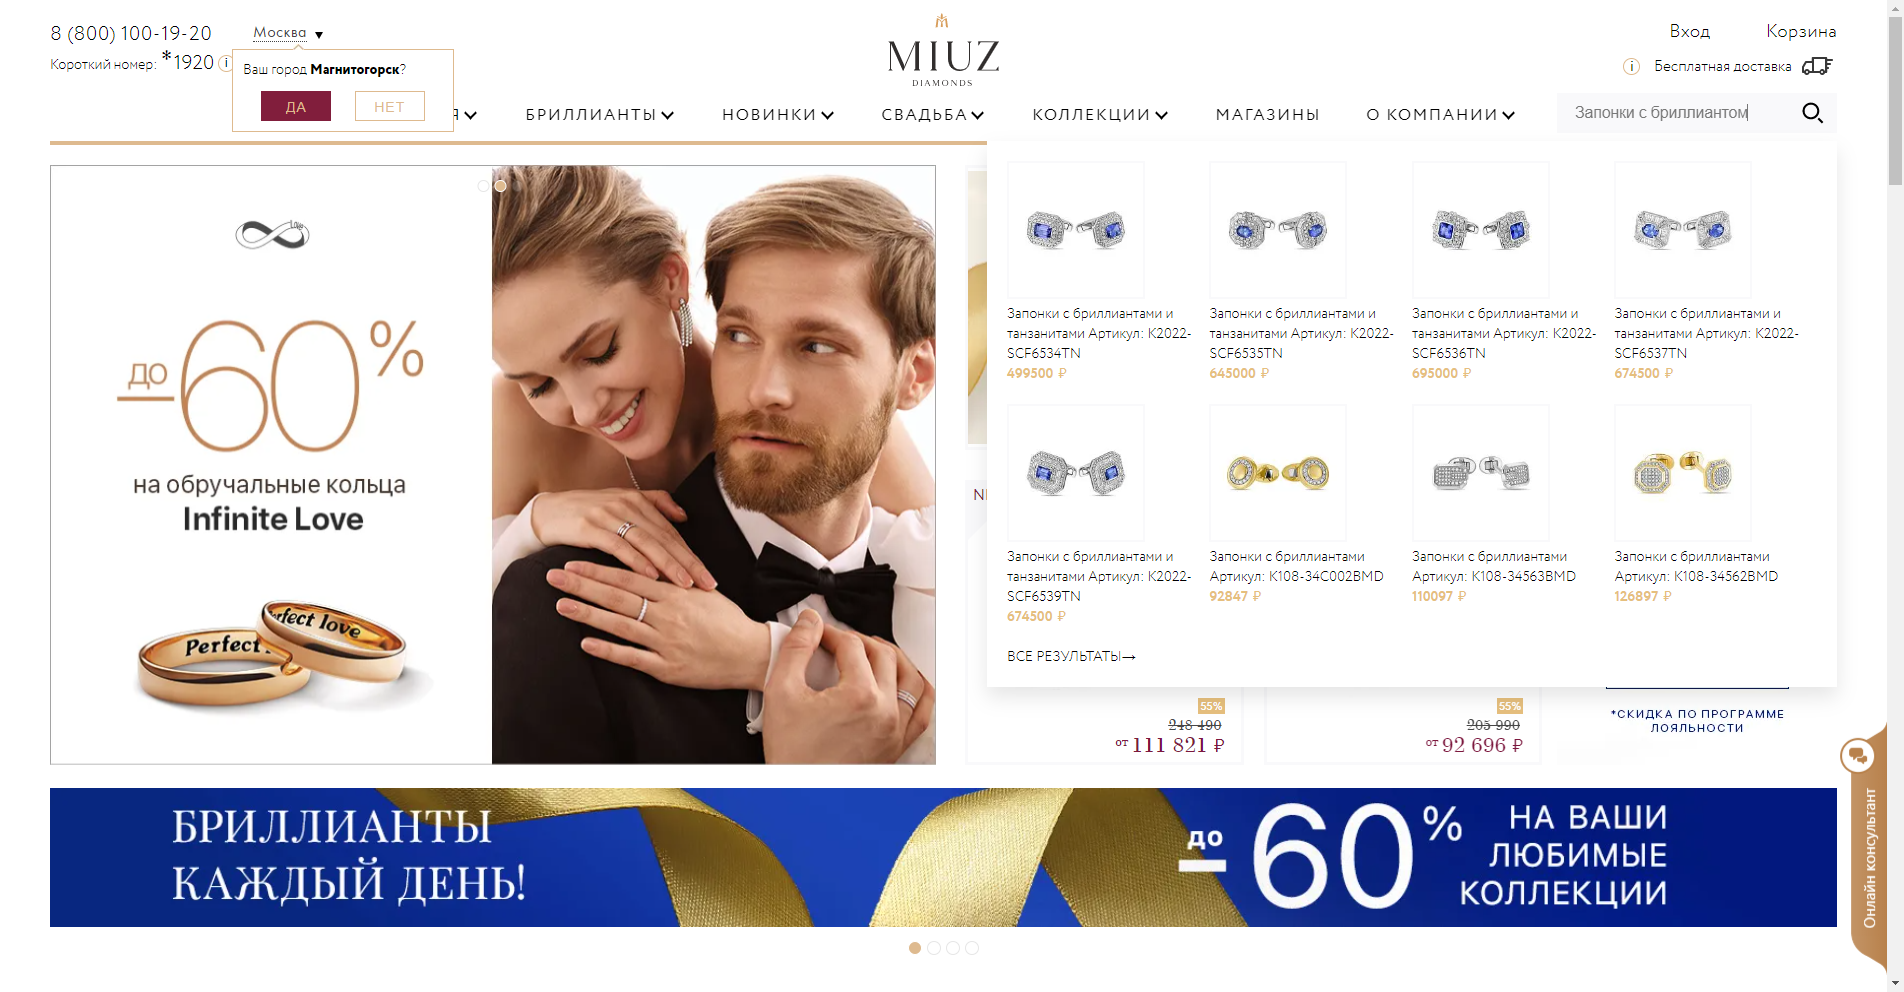 8 (800) 100-19-20
Москва ▼
Короткий номер: *1920 i
Ваш город Магнитогорск?
ДА
НЕТ
MIUZ
DIAMONDS
Вход
Корзина
i Бесплатная доставка
Я
БРИЛЛИАНТЫ
НОВИНКИ
СВАДЬБА
КОЛЛЕКЦИИ
МАГАЗИНЫ
О КОМПАНИИ
Запонки с бриллиантом
Love
до
–60%
на обручальные кольца
Infinite Love
Perfect
Perfect love
Запонки с бриллиантами и
танзанитами Артикул: K2022-
SCF6534TN
499500 ₽
Запонки с бриллиантами и
танзанитами Артикул: K2022-
SCF6535TN
645000 ₽
Запонки с бриллиантами и
танзанитами Артикул: K2022-
SCF6536TN
695000 ₽
Запонки с бриллиантами и
танзанитами Артикул: K2022-
SCF6537TN
674500 ₽
Запонки с бриллиантами и
танзанитами Артикул: K2022-
SCF6539TN
674500 ₽
Запонки с бриллиантами
Артикул: K108-34C002BMD
92847 ₽
Запонки с бриллиантами
Артикул: K108-34563BMD
110097 ₽
Запонки с бриллиантами
Артикул: K108-34562BMD
126897 ₽
ВСЕ РЕЗУЛЬТАТЫ→
55%
248 490
от 111 821 ₽
55%
205 990
от 92 696 ₽
*СКИДКА ПО ПРОГРАММЕ
ЛОЯЛЬНОСТИ
БРИЛЛИАНТЫ
КАЖДЫЙ ДЕНЬ!
до
–60%
НА ВАШИ
ЛЮБИМЫЕ
КОЛЛЕКЦИИ
Онлайн консультант